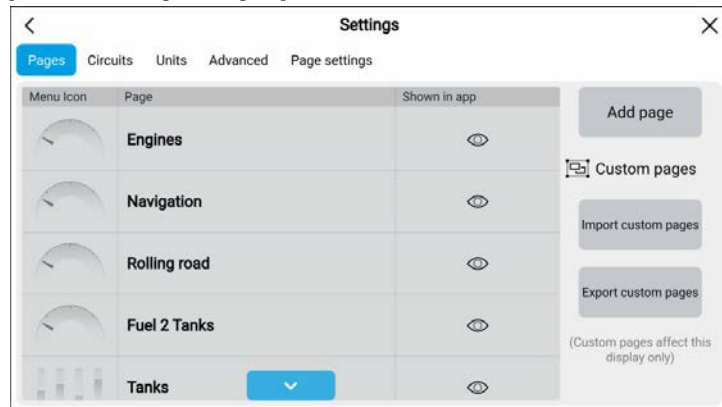 Settings
Pages Circuits Units Advanced Page settings
Menu Icon Page Shown in app
Engines
Navigation
Rolling road
Fuel 2 Tanks
Tanks
Add page
Custom pages
Import custom pages
Export custom pages
(Custom pages affect this
display only)